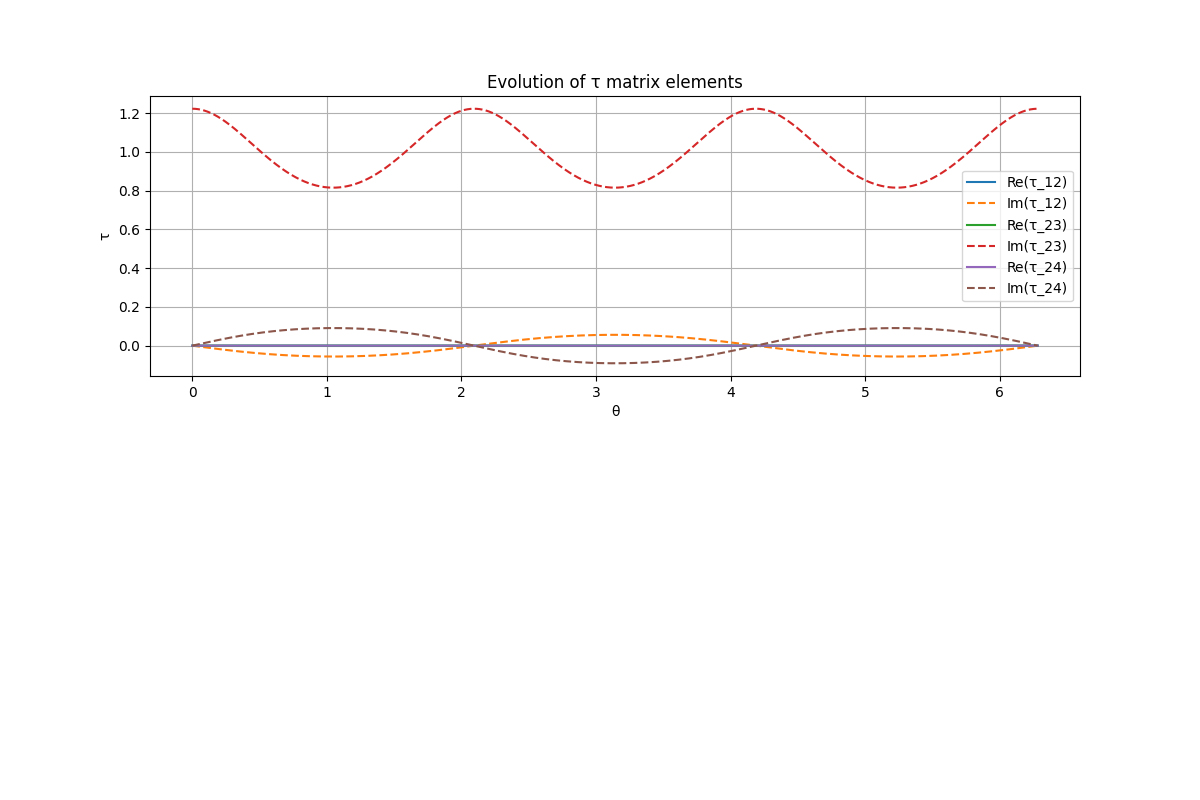 Evolution of τ matrix elements
τ
1.2
1.0
0.8
0.6
0.4
0.2
0.0
Re(τ_12)
Im(τ_12)
Re(τ_23)
Im(τ_23)
Re(τ_24)
Im(τ_24)
0 1 2 3 4 5 6
θ